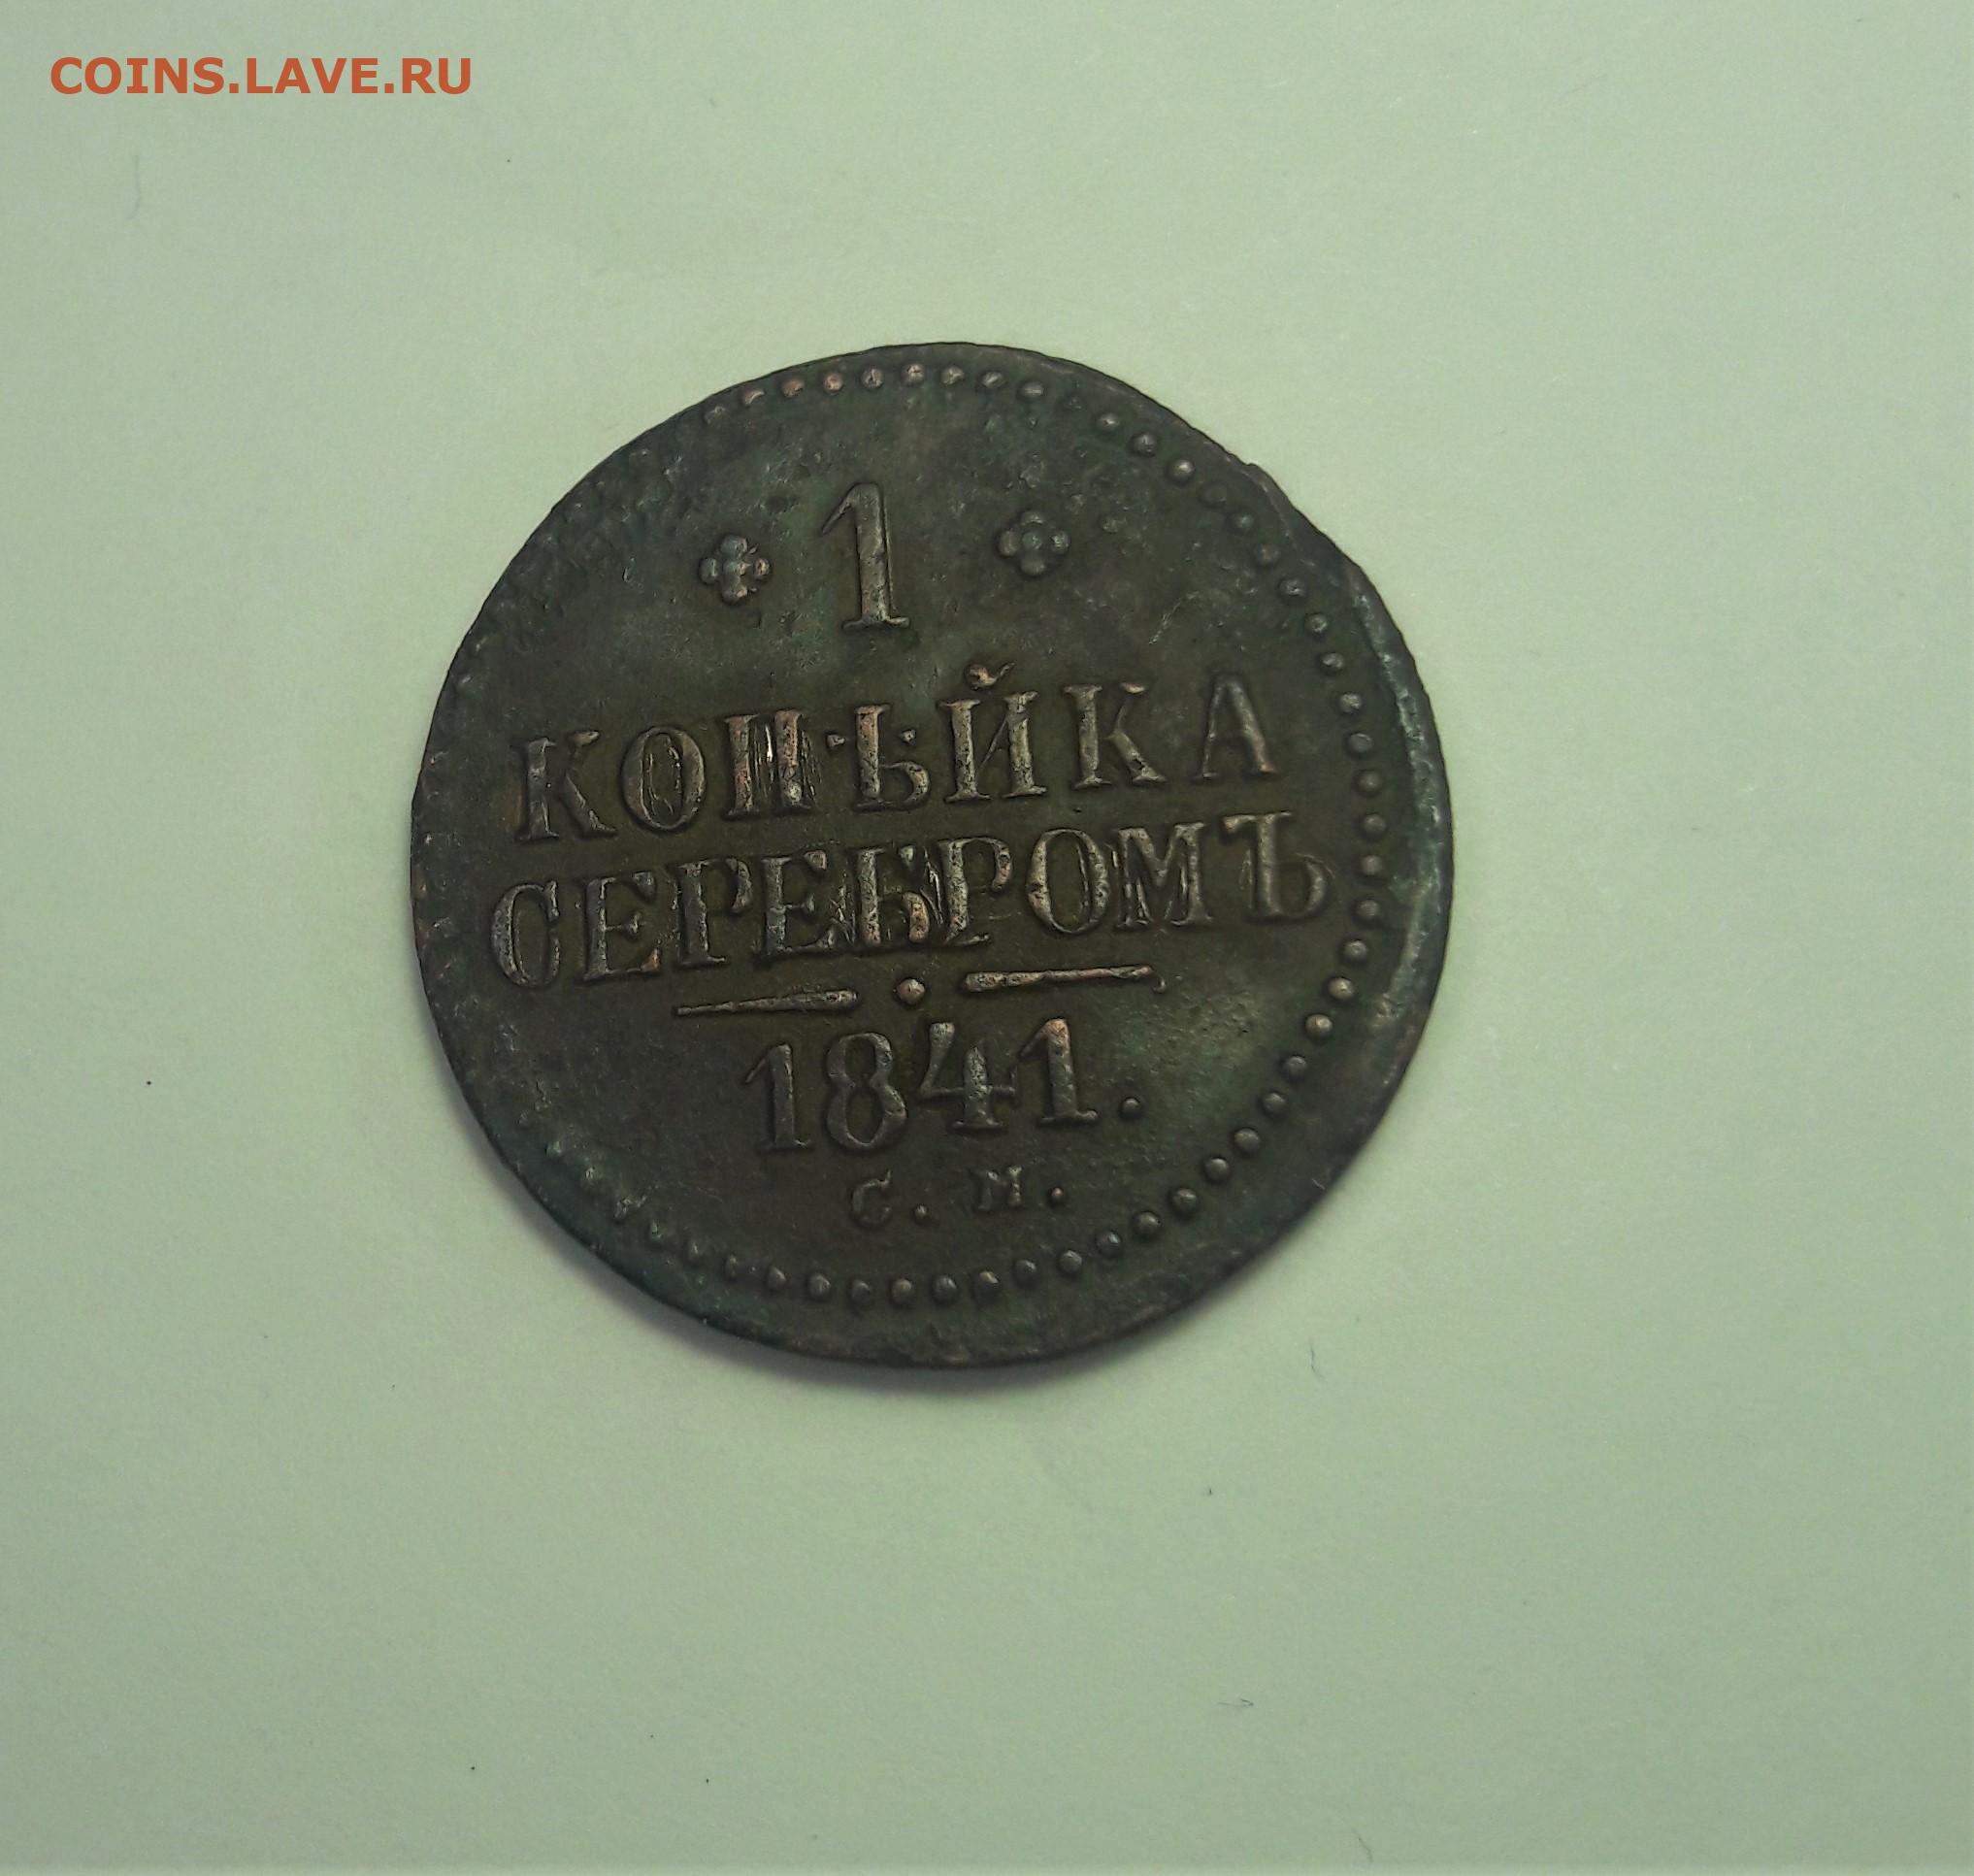 COINS.LAVE.RU
1
КОПѢЙКА
СЕРЕБРОМЪ
1841.
С. М.